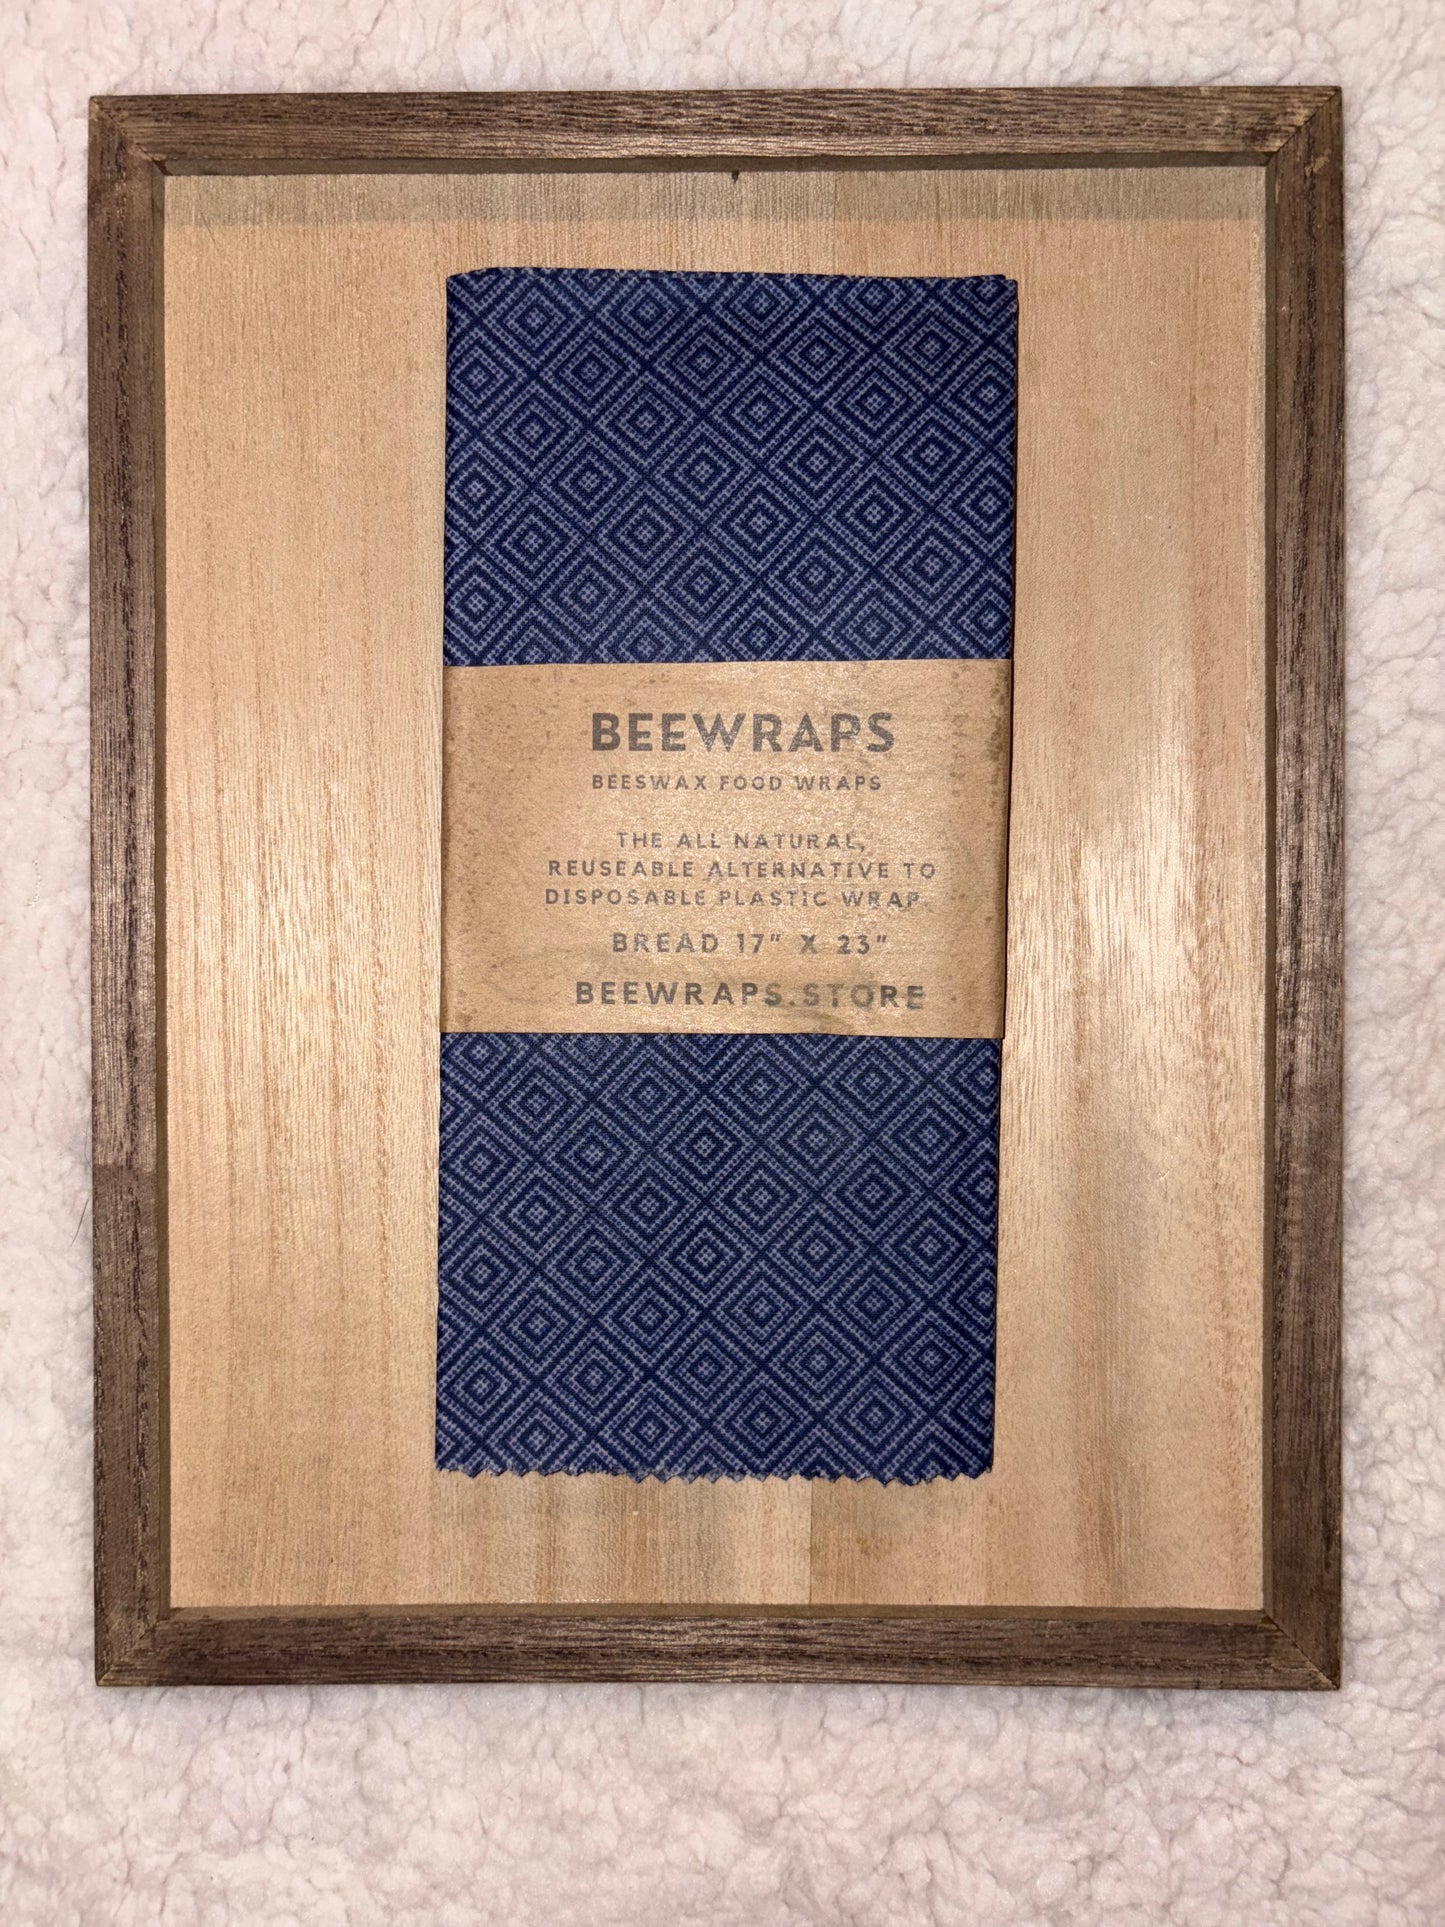 BEEWRAPS
BEESWAX FOOD WRAPS
THE ALL NATURAL,
REUSEABLE ALTERNATIVE TO
DISPOSABLE PLASTIC WRAP.
BREAD 17" X 23"
BEEWRAPS.STORE